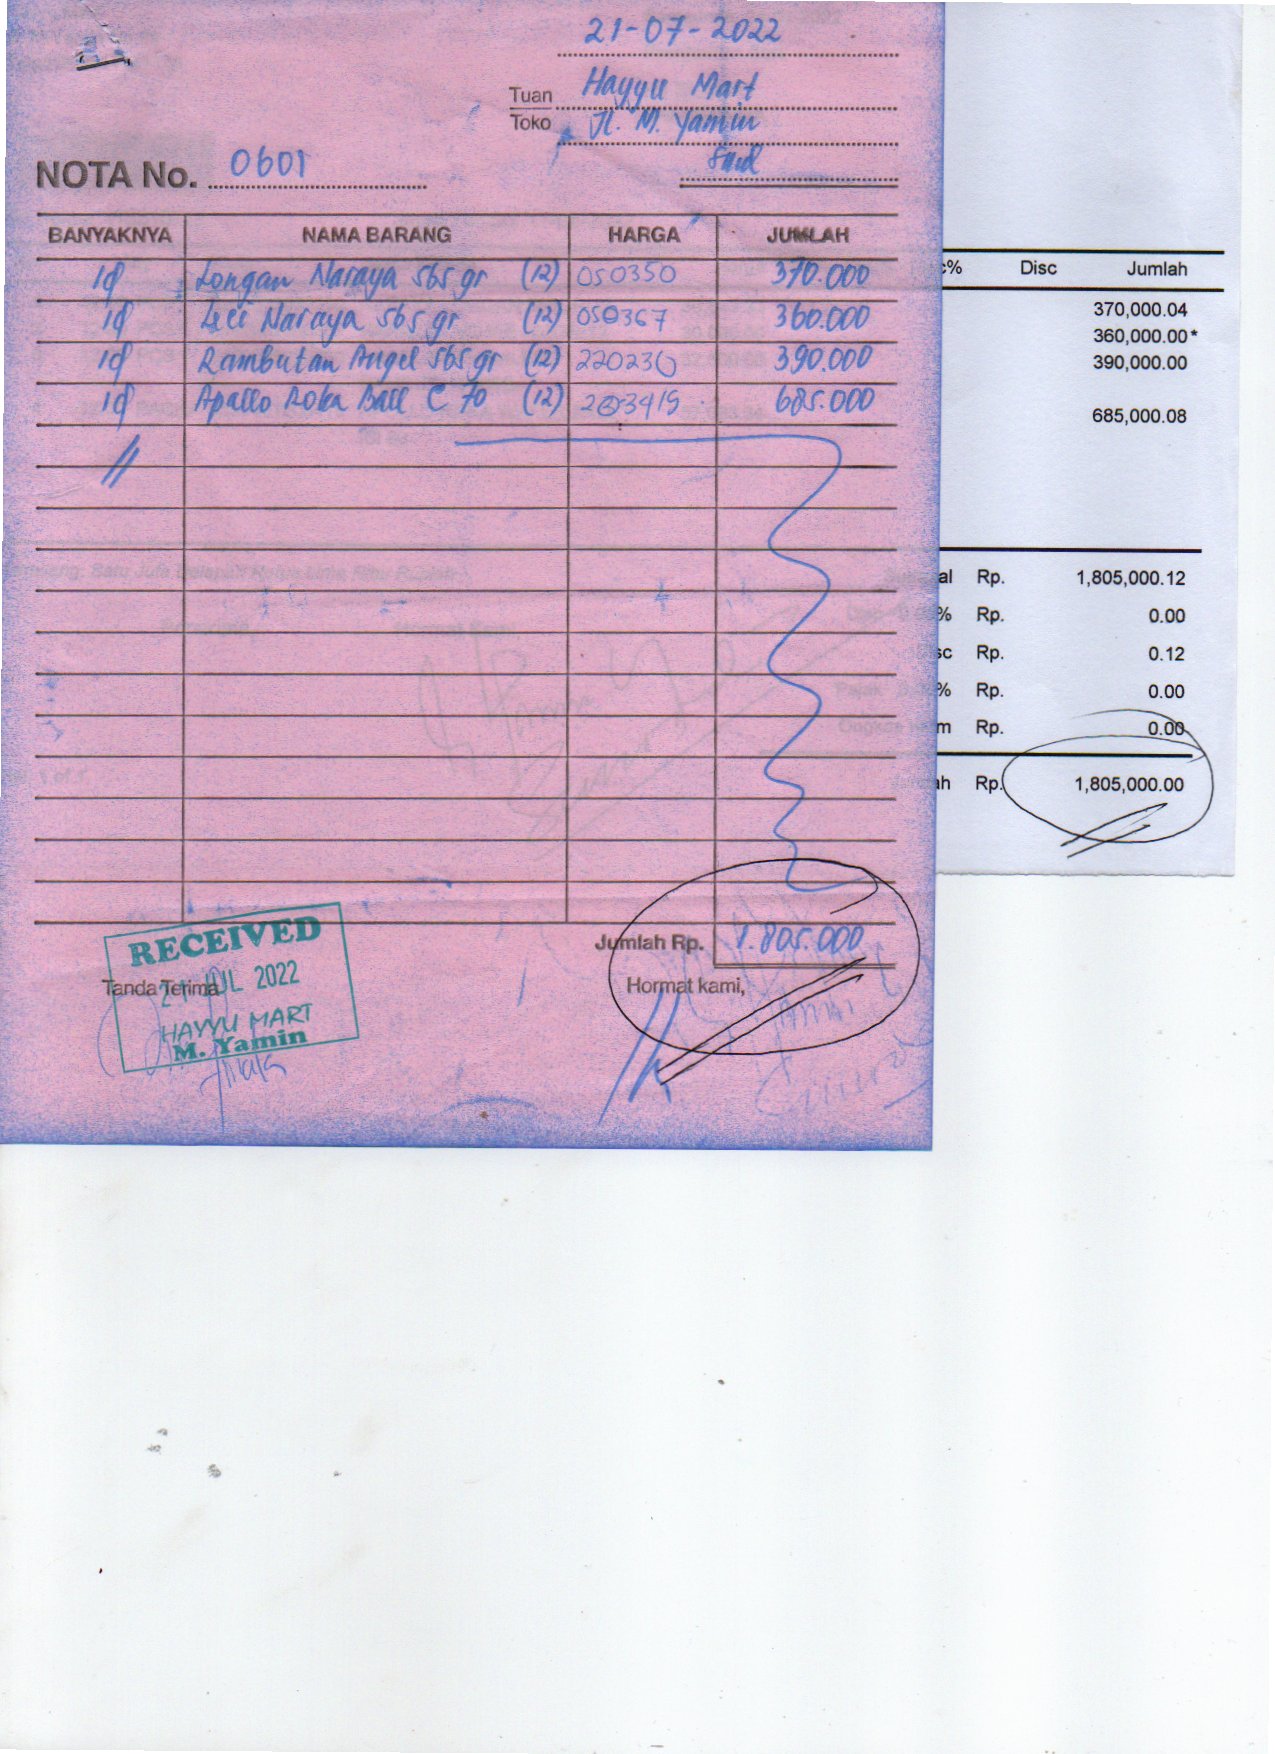 21-07-2022
Tuan Hayyu Mart
Toko Jl. M. Yamin
NOTA No. 0601
BANYAKNYA NAMA BARANG HARGA JUMLAH
1d Longan Naraya 565 gr (12) 050350 370.000
1d Leci Naraya 565 gr (12) 050367 360.000
1d Rambutan Angel 565 gr (12) 220230 390.000
1d Apallo Roka Ball C 70 (12) 203419 685.000
Jumlah Rp. 1.805.000
Tanda Terima
Hormat kami,
RECEIVED
21 JUL 2022
HAYYU MART
M. Yamin
% Disc Jumlah
370,000.04
360,000.00*
390,000.00
685,000.08
al Rp. 1,805,000.12
% Rp. 0.00
sc Rp. 0.12
% Rp. 0.00
m Rp. 0.00
ah Rp. 1,805,000.00